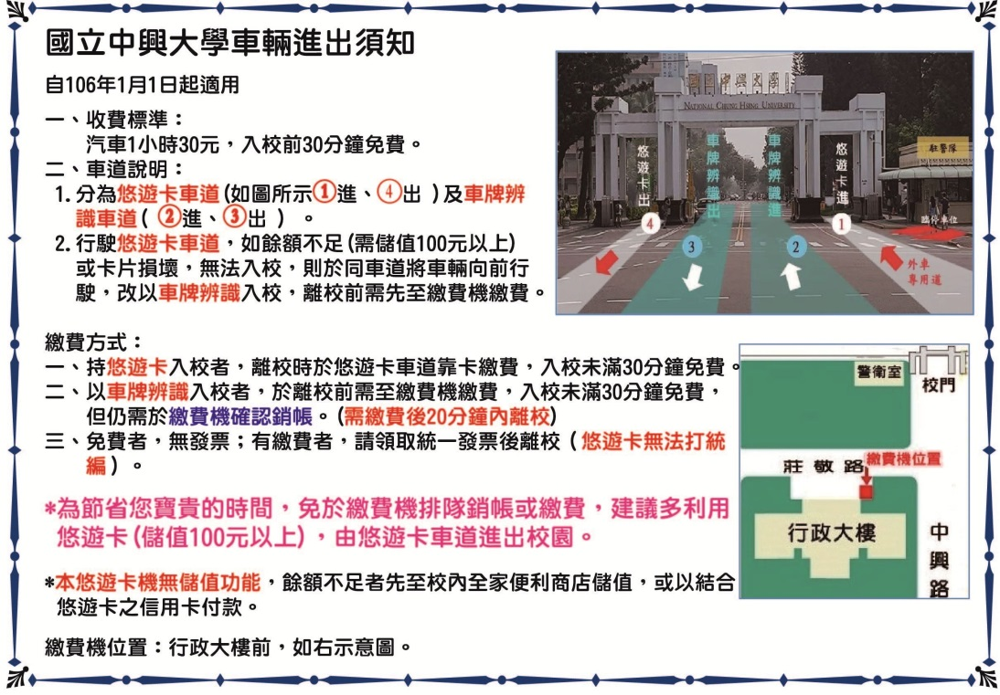 國立中興大學車輛進出須知
自106年1月1日起適用
一、收費標準：
汽車1小時30元，入校前30分鐘免費。
二、車道說明：
1. 分為悠遊卡車道(如圖所示①進、④出 )及車牌辨
識車道( ②進、③出 ) 。
2. 行駛悠遊卡車道，如餘額不足(需儲值100元以上)
或卡片損壞，無法入校，則於同車道將車輛向前行
駛，改以車牌辨識入校，離校前需先至繳費機繳費。
國立中興大學
NATIONAL CHUNG HSING UNIVERSITY
悠遊卡出
車牌辨識出
車牌辨識進
悠遊卡進
駐警隊
臨停車位
4
3
2
1
外車
專用道
繳費方式：
一、持悠遊卡入校者，離校時於悠遊卡車道靠卡繳費，入校未滿30分鐘免費。
二、以車牌辨識入校者，於離校前需至繳費機繳費，入校未滿30分鐘免費，
但仍需於繳費機確認銷帳。(需繳費後20分鐘內離校)
三、免費者，無發票；有繳費者，請領取統一發票後離校（悠遊卡無法打統
編）。
*為節省您寶貴的時間，免於繳費機排隊銷帳或繳費，建議多利用
悠遊卡(儲值100元以上)，由悠遊卡車道進出校園。
*本悠遊卡機無儲值功能，餘額不足者先至校內全家便利商店儲值，或以結合
悠遊卡之信用卡付款。
繳費機位置：行政大樓前，如右示意圖。
警衛室
校門
莊敬路
繳費機位置
行政大樓
中興路